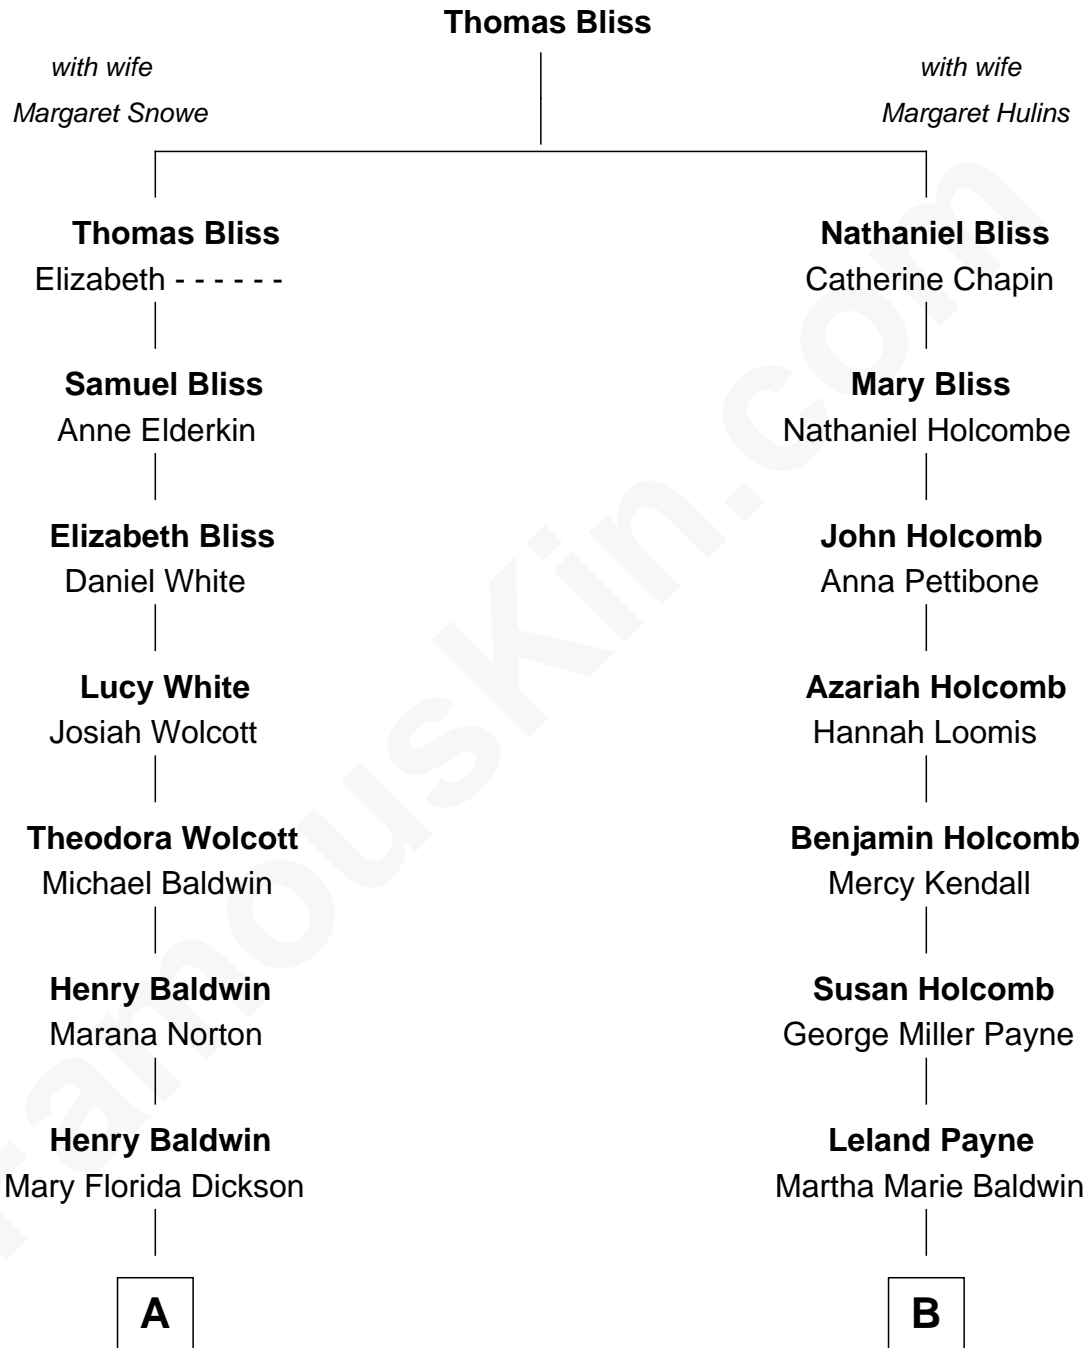 Thomas Bliss
with wife
Margaret Snowe
with wife
Margaret Hulins
Thomas Bliss
Elizabeth - - - - - -
Samuel Bliss
Anne Elderkin
Elizabeth Bliss
Daniel White
Lucy White
Josiah Wolcott
Theodora Wolcott
Michael Baldwin
Henry Baldwin
Marana Norton
Henry Baldwin
Mary Florida Dickson
A
Nathaniel Bliss
Catherine Chapin
Mary Bliss
Nathaniel Holcombe
John Holcomb
Anna Pettibone
Azariah Holcomb
Hannah Loomis
Benjamin Holcomb
Mercy Kendall
Susan Holcomb
George Miller Payne
Leland Payne
Martha Marie Baldwin
B
FamousKin.com